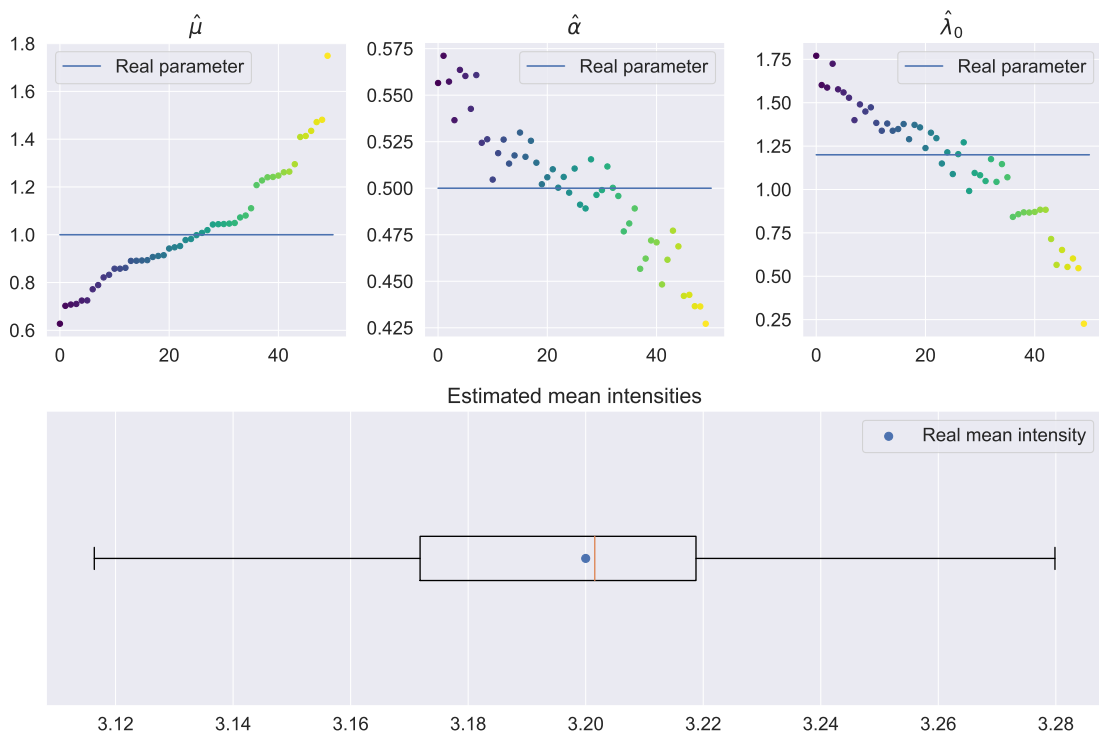 μ̂
α̂
λ̂₀
Real parameter
Real parameter
Real parameter
1.8
1.6
1.4
1.2
1.0
0.8
0.6
0 20 40
0.575
0.550
0.525
0.500
0.475
0.450
0.425
0 20 40
1.75
1.50
1.25
1.00
0.75
0.50
0.25
0 20 40
Estimated mean intensities
Real mean intensity
3.12 3.14 3.16 3.18 3.20 3.22 3.24 3.26 3.28